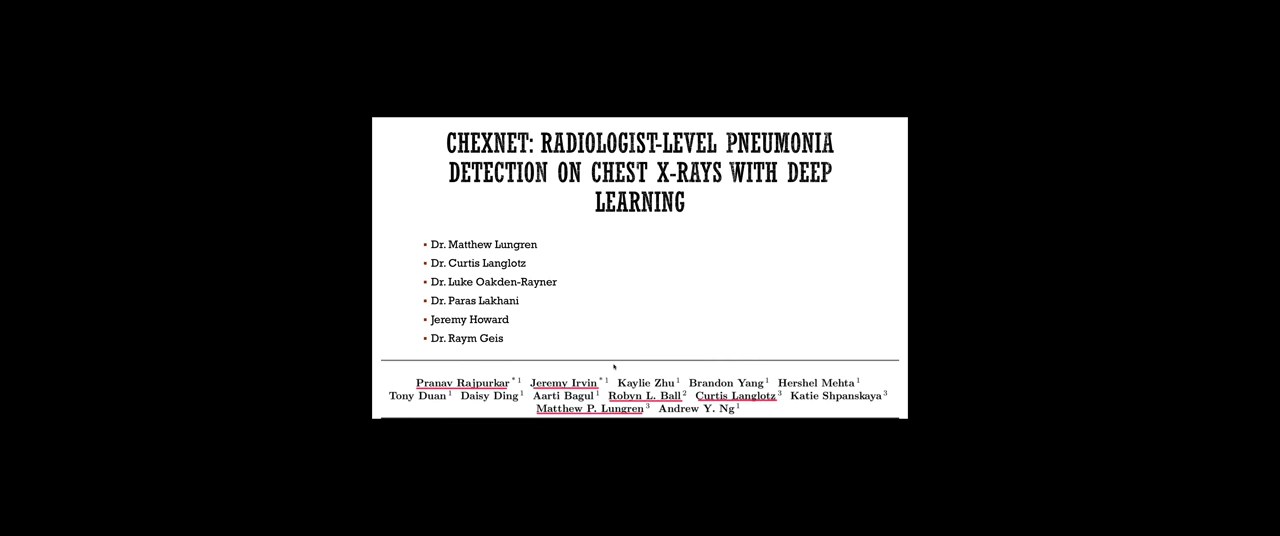 CHEXNET: RADIOLOGIST-LEVEL PNEUMONIA
DETECTION ON CHEST X-RAYS WITH DEEP
LEARNING
▪ Dr. Matthew Lungren
▪ Dr. Curtis Langlotz
▪ Dr. Luke Oakden-Rayner
▪ Dr. Paras Lakhani
▪ Jeremy Howard
▪ Dr. Raym Geis
Pranav Rajpurkar * 1 Jeremy Irvin * 1 Kaylie Zhu 1 Brandon Yang 1 Hershel Mehta 1
Tony Duan 1 Daisy Ding 1 Aarti Bagul 1 Robyn L. Ball 2 Curtis Langlotz 3 Katie Shpanskaya 3
Matthew P. Lungren 3 Andrew Y. Ng 1